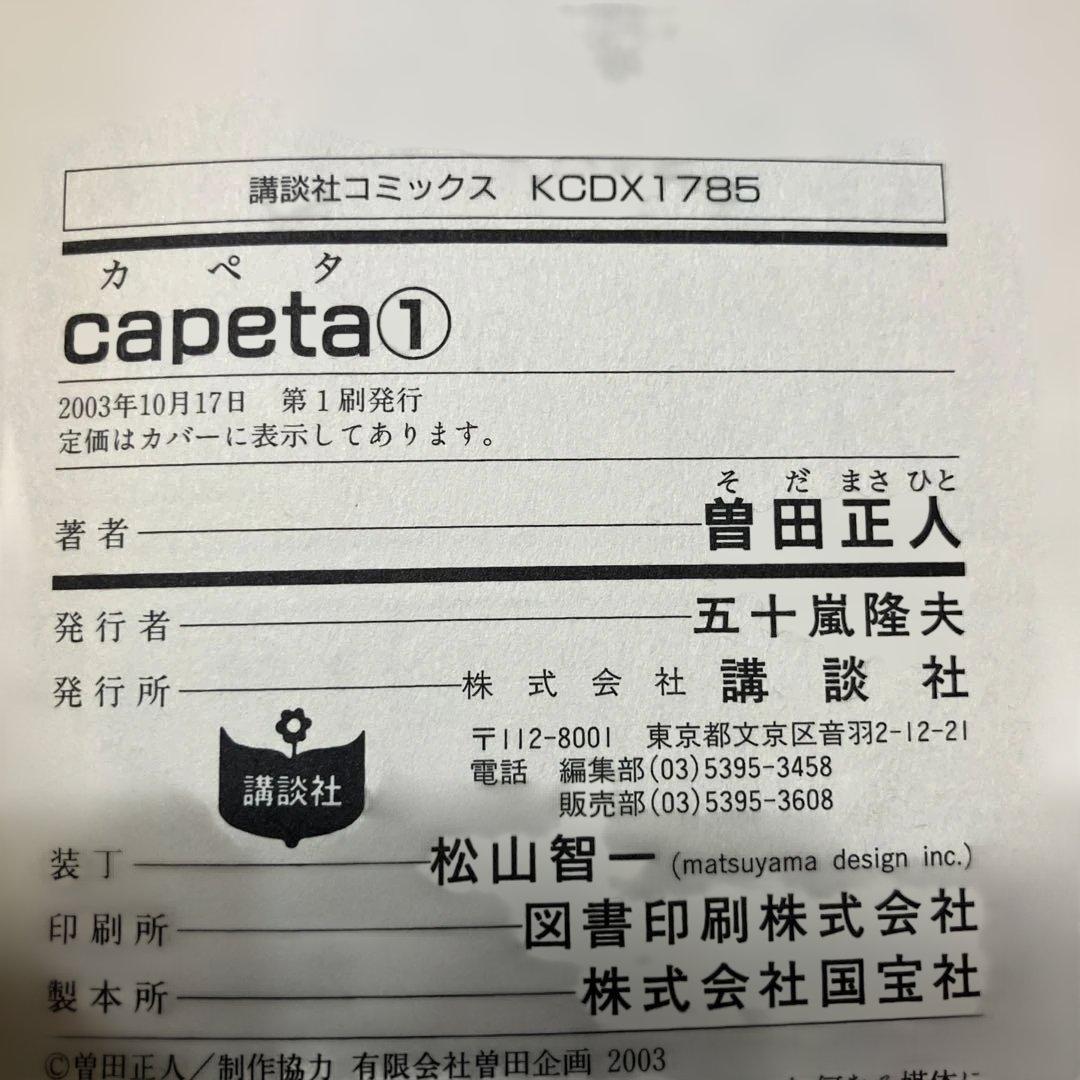 講談社コミックス KCDX1785
カペタ
capeta①
2003年10月17日 第1刷発行
定価はカバーに表示してあります。
そだまさひと
著者 曽田正人
発行者 五十嵐隆夫
発行所 株式会社 講談社
〒112-8001 東京都文京区音羽2-12-21
電話 編集部(03)5395-3458
販売部(03)5395-3608
講談社
装丁 松山智一 (matsuyama design inc.)
印刷所 図書印刷株式会社
製本所 株式会社国宝社
©曽田正人／制作協力 有限会社曽田企画 2003